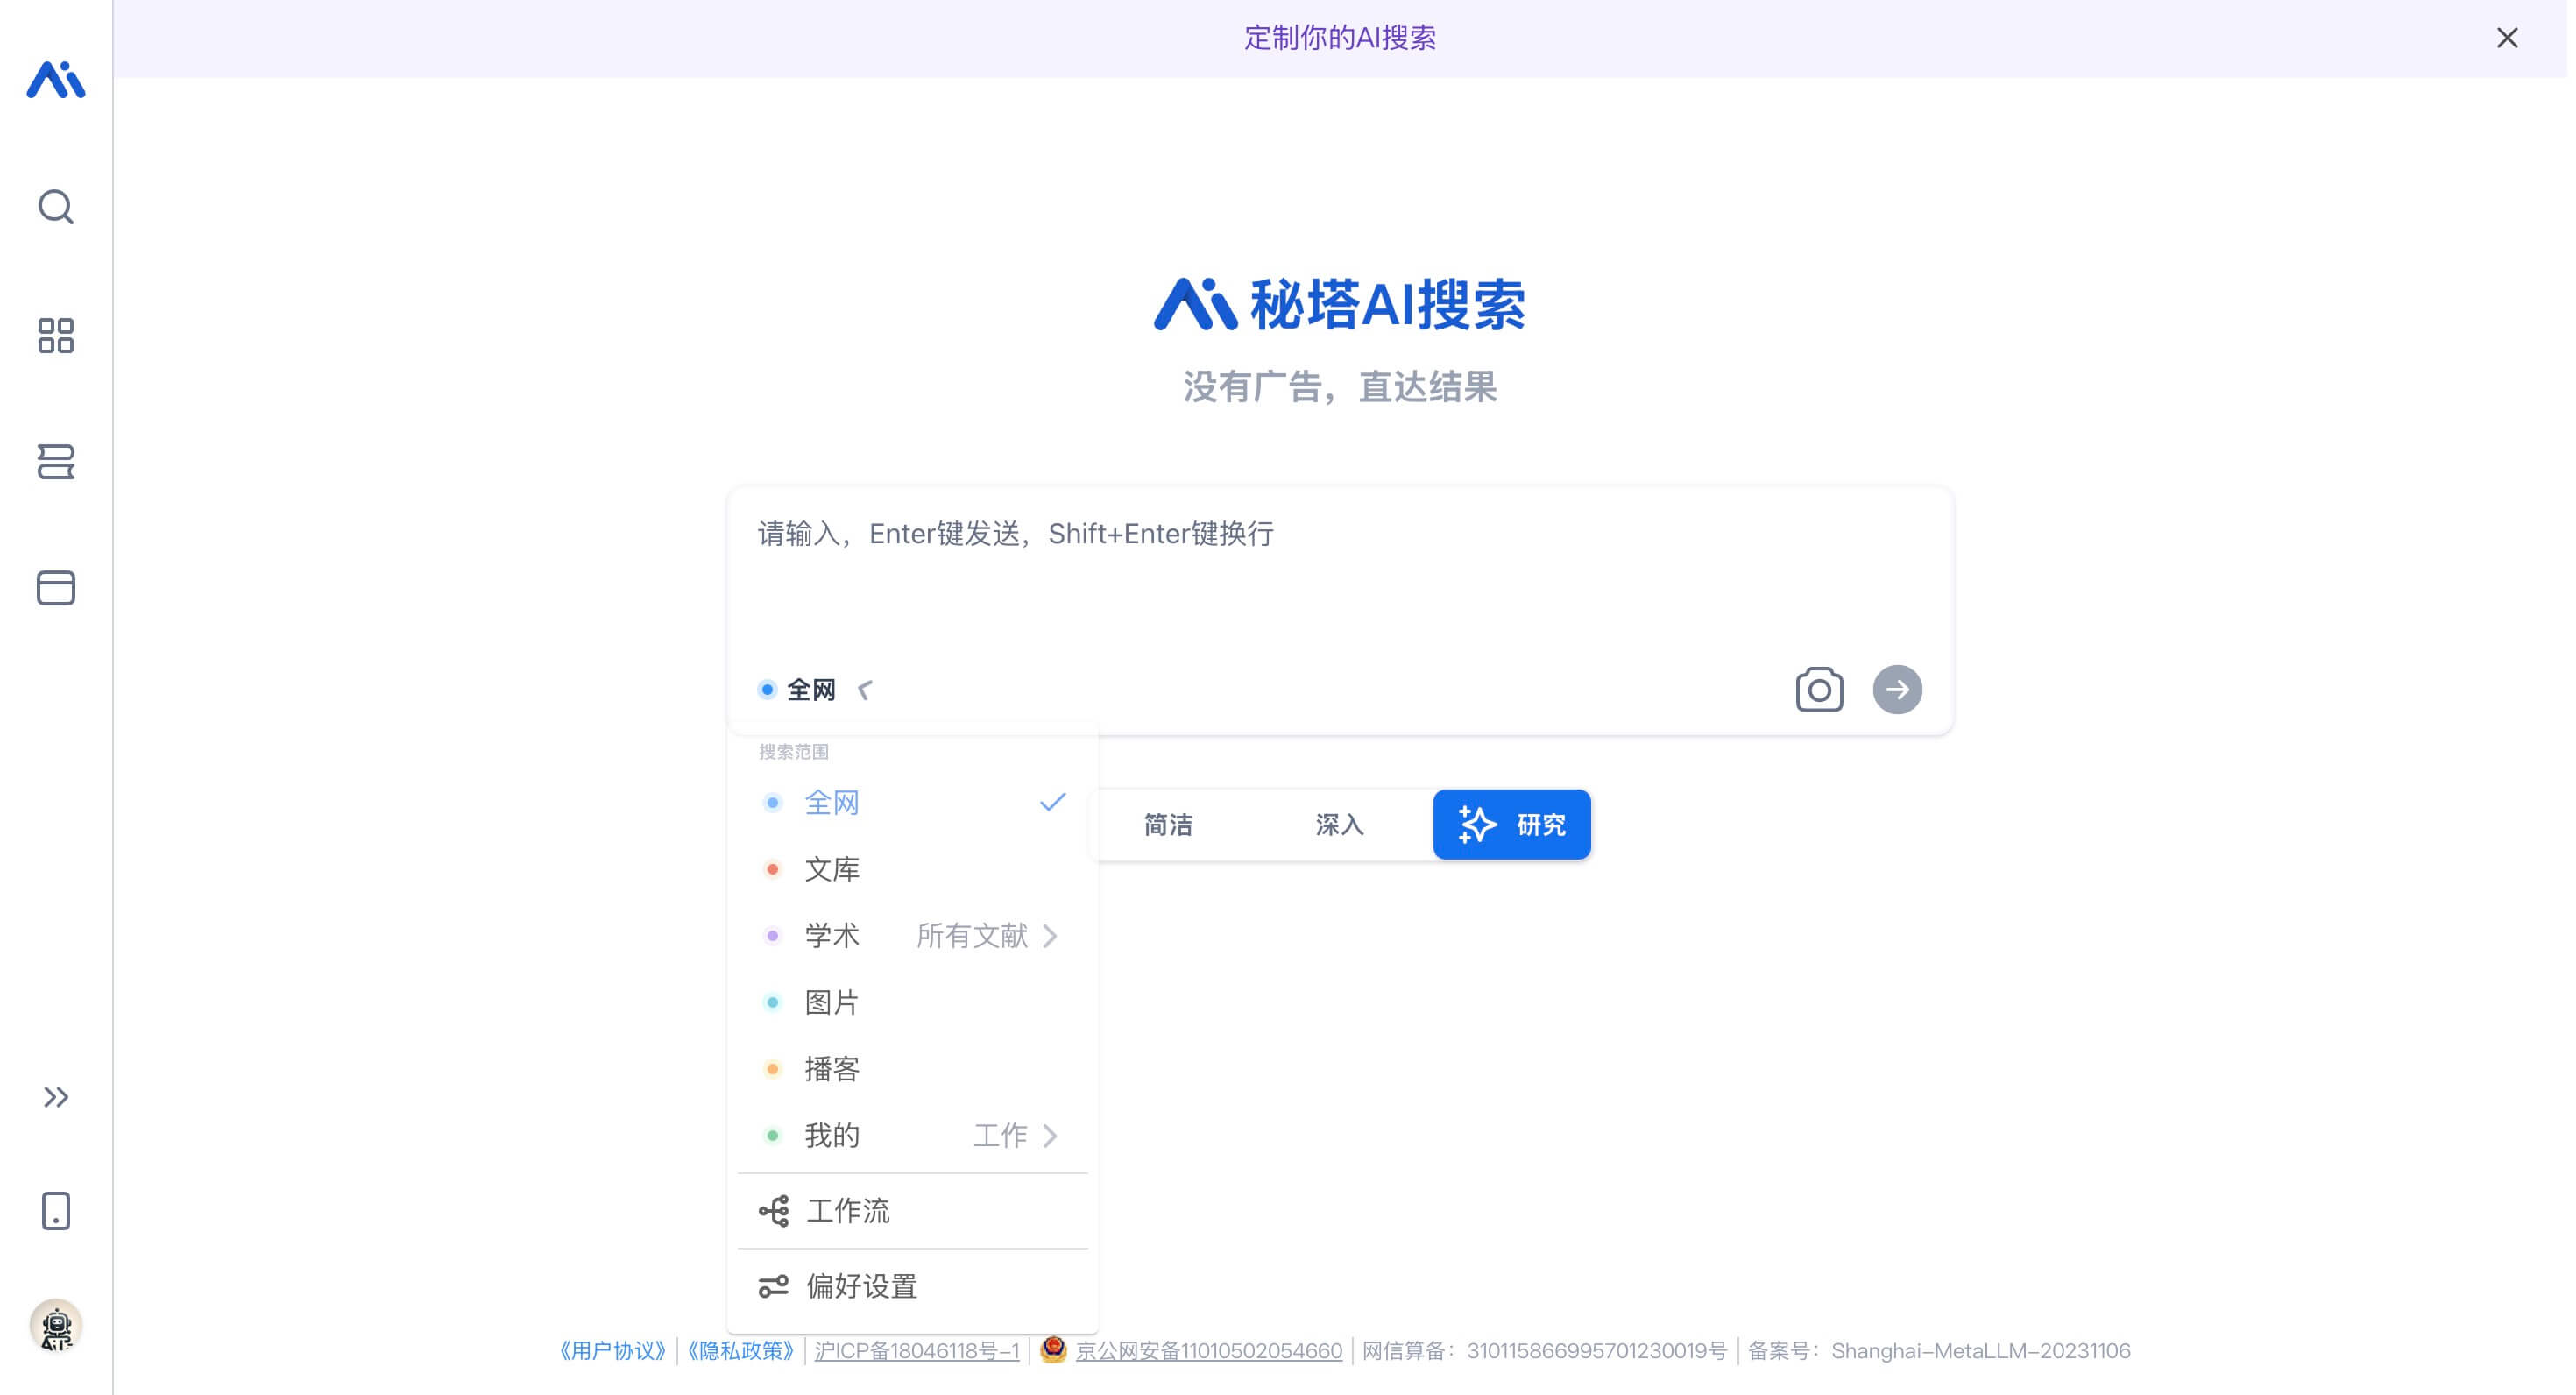 定制你的AI搜索
秘塔AI搜索
没有广告，直达结果
请输入，Enter键发送，Shift+Enter键换行
全网
搜索范围
全网
简洁 深入 研究
文库
学术 所有文献
图片
播客
我的 工作
工作流
偏好设置
《用户协议》|《隐私政策》| 沪ICP备18046118号-1 | 京公网安备11010502054660 | 网信算备：310115866995701230019号 | 备案号：Shanghai-MetaLLM-20231106